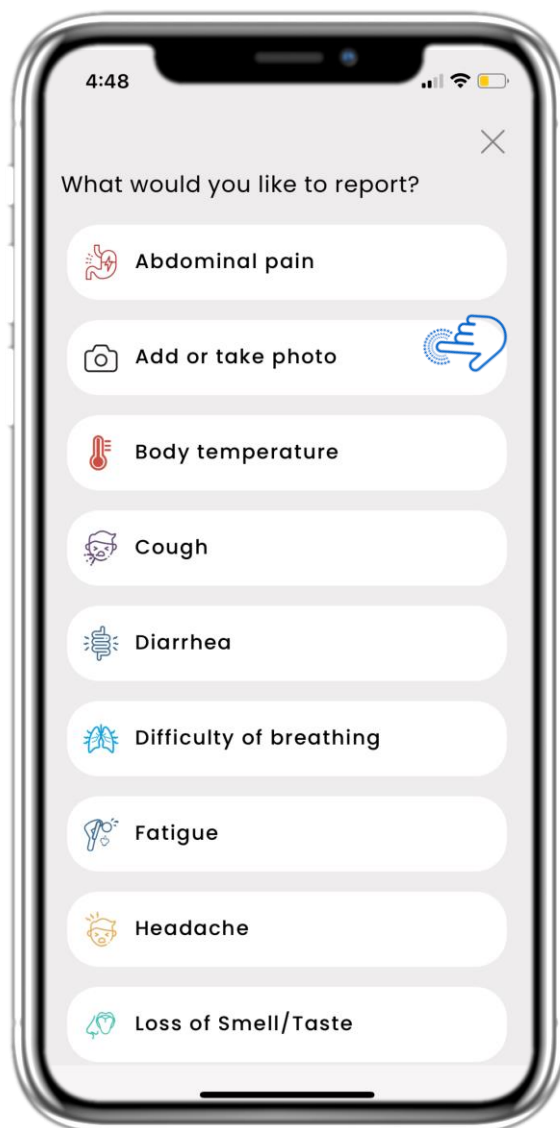 4:48
What would you like to report?
Abdominal pain
Add or take photo
Body temperature
Cough
Diarrhea
Difficulty of breathing
Fatigue
Headache
Loss of Smell/Taste